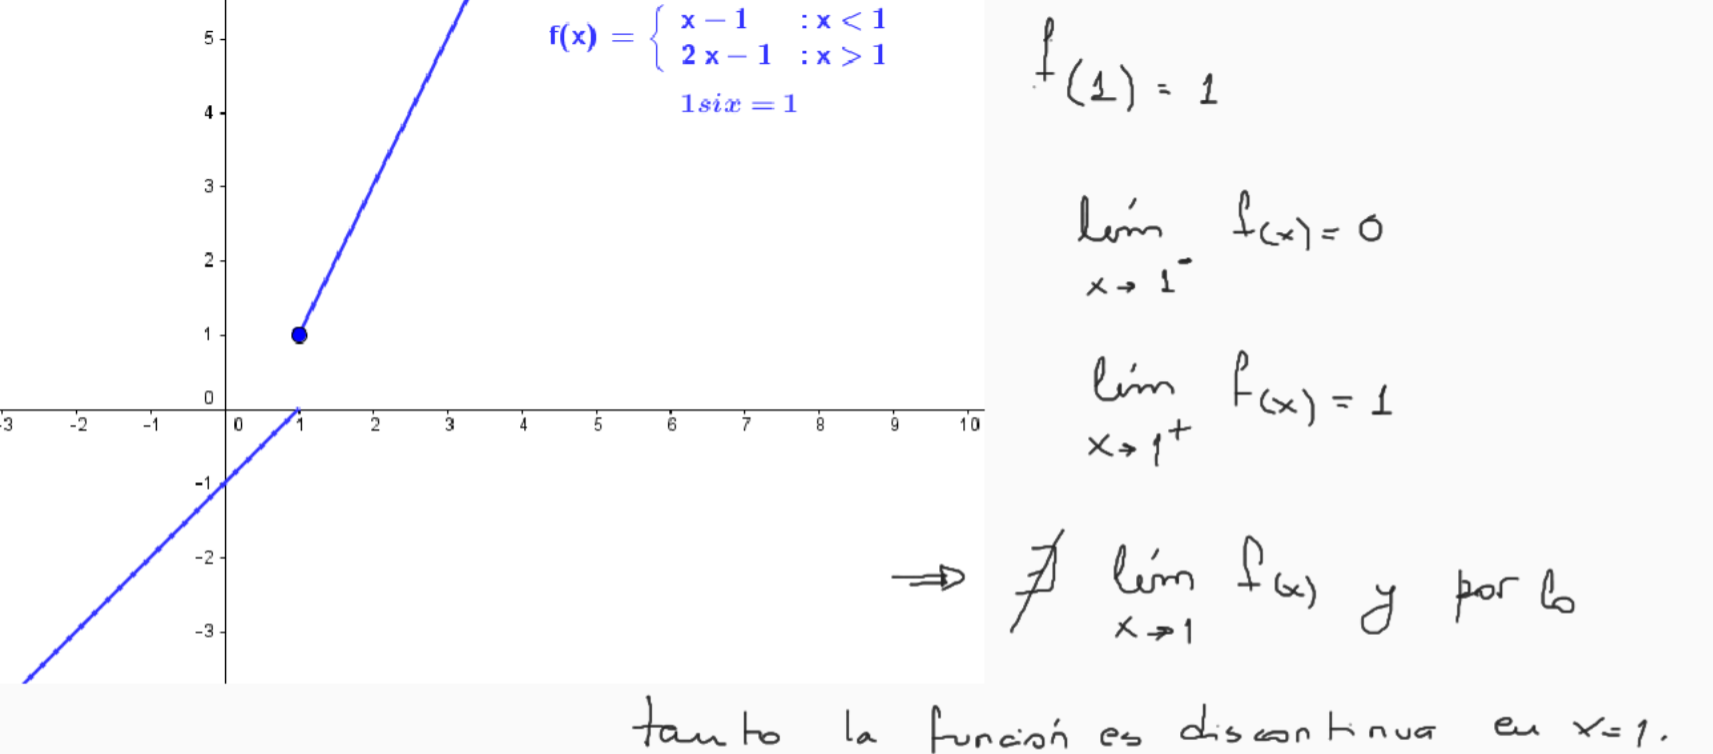 f(x) = { x − 1 : x < 1
2 x − 1 : x > 1
1six = 1
5
4
3
2
1
0
-1
-2
-3
-3 -2 -1 0 1 2 3 4 5 6 7 8 9 10
f(1) = 1
lím f(x) = 0
x → 1⁻
lím f(x) = 1
x → 1⁺
⇒ ∄ lím f(x) y por lo
x → 1
tanto la función es discontinua en x=1.